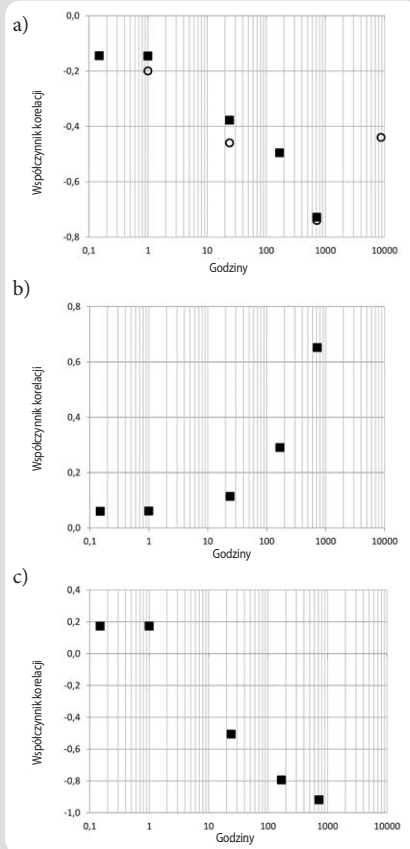 a)
0,0
-0,2
-0,4
-0,6
-0,8
Współczynnik korelacji
0,1 1 10 100 1000 10000
Godziny
b)
0,8
0,6
0,4
0,2
0,0
Współczynnik korelacji
0,1 1 10 100 1000 10000
Godziny
c)
0,4
0,2
0,0
-0,2
-0,4
-0,6
-0,8
-1,0
Współczynnik korelacji
0,1 1 10 100 1000 10000
Godziny